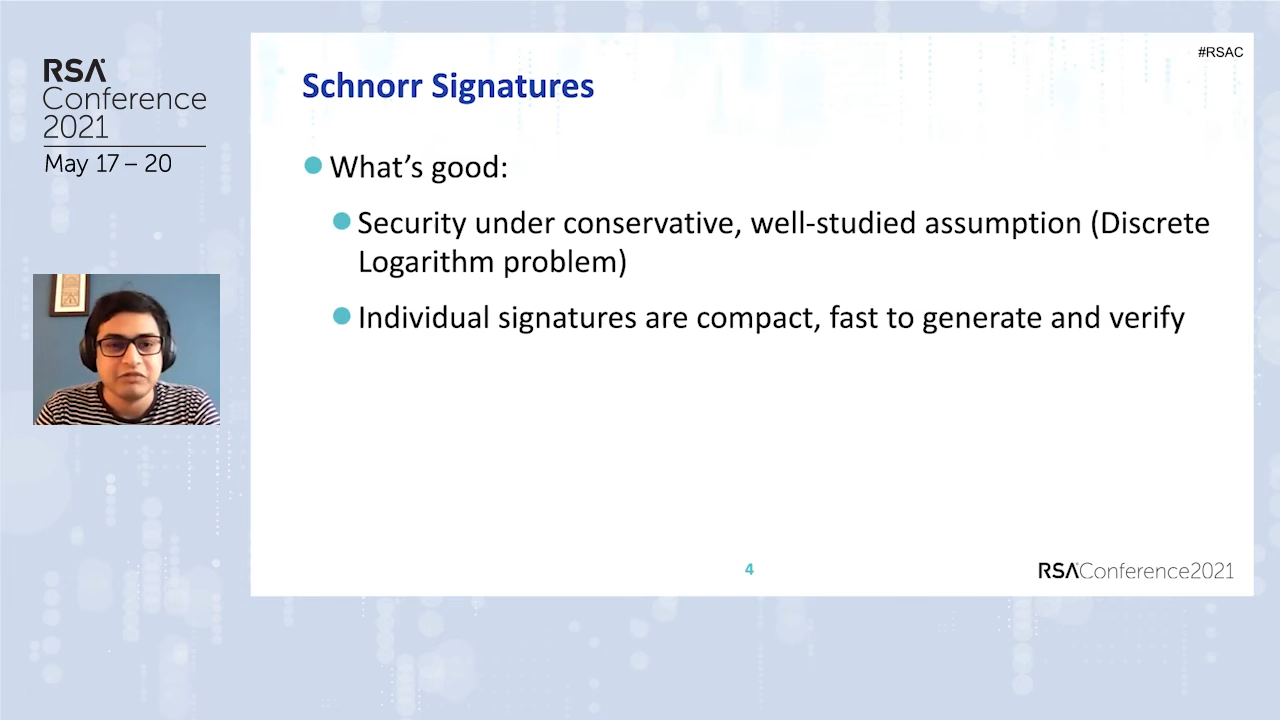 RSA
Conference
2021
May 17 – 20
#RSAC
Schnorr Signatures
What’s good:
Security under conservative, well-studied assumption (Discrete
Logarithm problem)
Individual signatures are compact, fast to generate and verify
4
RSAConference2021